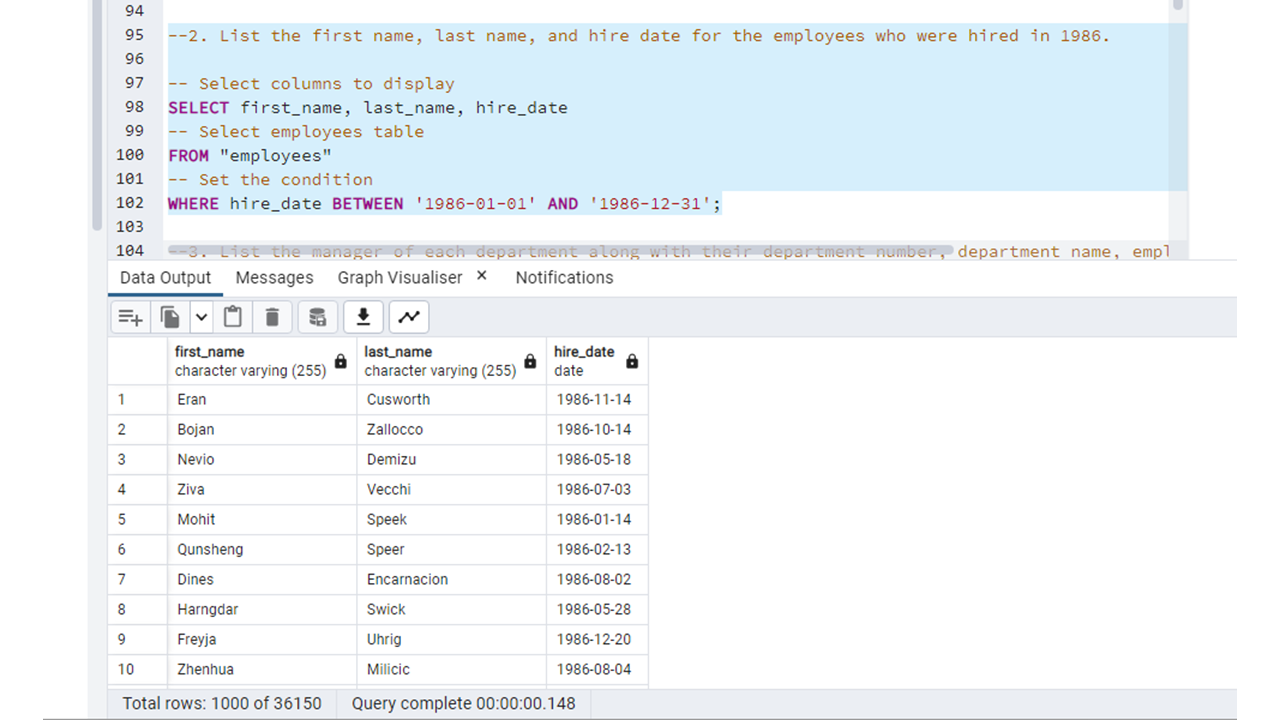 94
95 --2. List the first name, last name, and hire date for the employees who were hired in 1986.
96
97 -- Select columns to display
98 SELECT first_name, last_name, hire_date
99 -- Select employees table
100 FROM "employees"
101 -- Set the condition
102 WHERE hire_date BETWEEN '1986-01-01' AND '1986-12-31';
103
104 --3. List the manager of each department along with their department number, department name, empl
Data Output Messages Graph Visualiser × Notifications
first_name last_name hire_date
character varying (255) character varying (255) date
1 Eran Cusworth 1986-11-14
2 Bojan Zallocco 1986-10-14
3 Nevio Demizu 1986-05-18
4 Ziva Vecchi 1986-07-03
5 Mohit Speek 1986-01-14
6 Qunsheng Speer 1986-02-13
7 Dines Encarnacion 1986-08-02
8 Harngdar Swick 1986-05-28
9 Freyja Uhrig 1986-12-20
10 Zhenhua Milicic 1986-08-04
Total rows: 1000 of 36150 Query complete 00:00:00.148